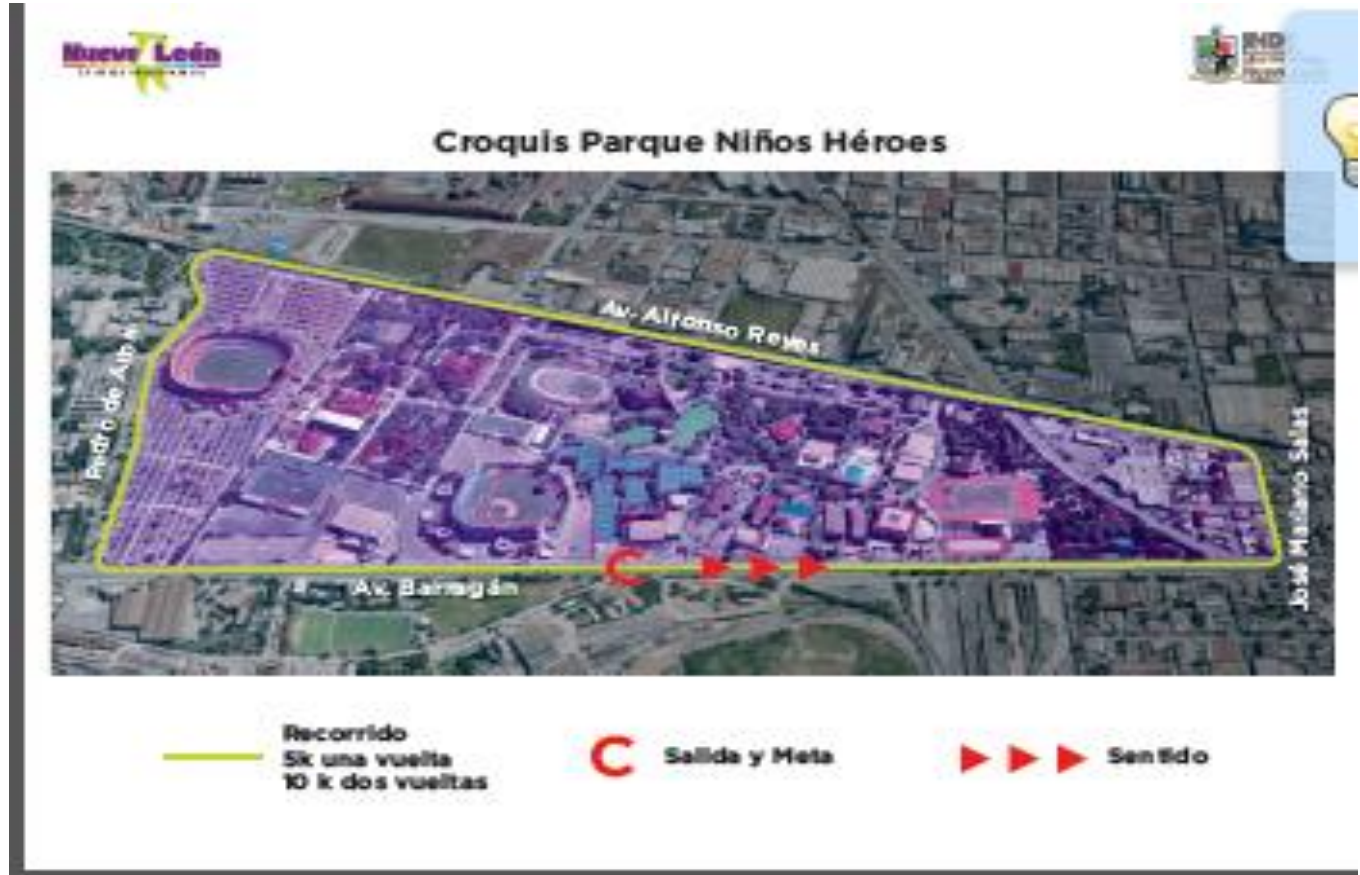 Nuevo León
Croquis Parque Niños Héroes
Av. Alfonso Reyes
Pedro de Alba
José Mariano Salas
Av. Barragán
Recorrido
5k una vuelta
10 k dos vueltas
C Salida y Meta
Sentido